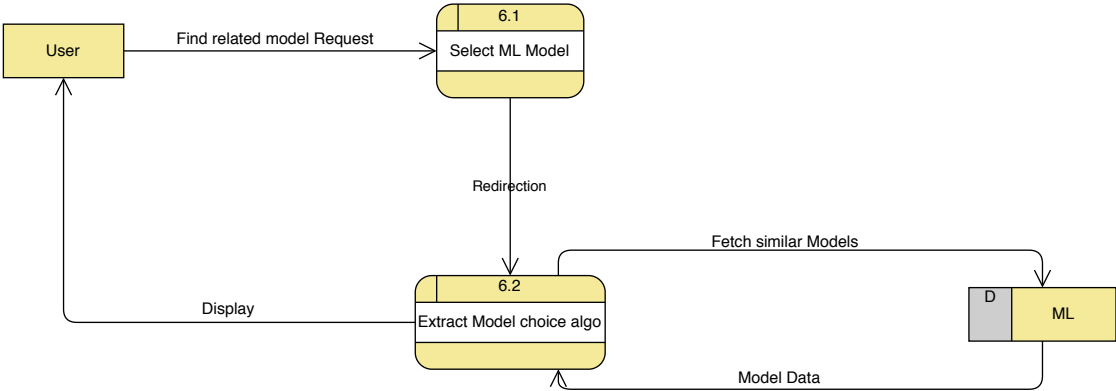 6.1
User
Find related model Request
Select ML Model
Redirection
Fetch similar Models
6.2
D
ML
Display
Extract Model choice algo
Model Data